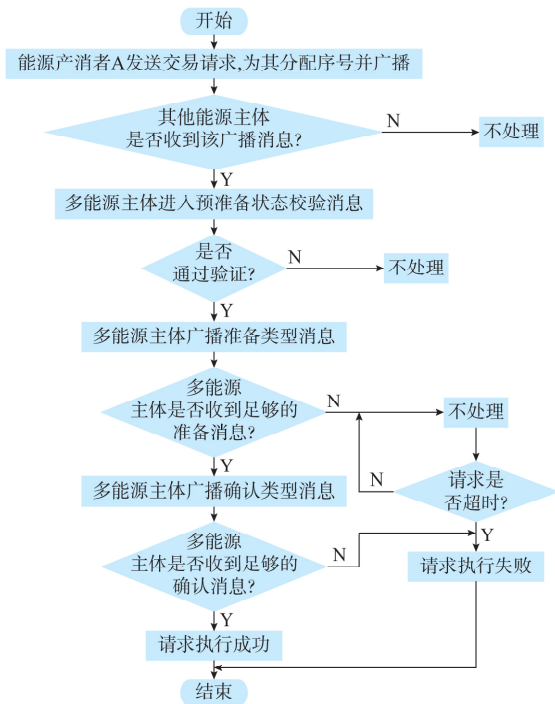 开始
能源产消者A发送交易请求,为其分配序号并广播
其他能源主体
是否收到该广播消息?
N
不处理
Y
多能源主体进入预准备状态校验消息
是否
通过验证?
N
不处理
Y
多能源主体广播准备类型消息
多能源
主体是否收到足够的
准备消息?
N
不处理
Y
请求是
否超时?
N
多能源主体广播确认类型消息
Y
多能源
主体是否收到足够的
确认消息?
N
请求执行失败
Y
请求执行成功
结束